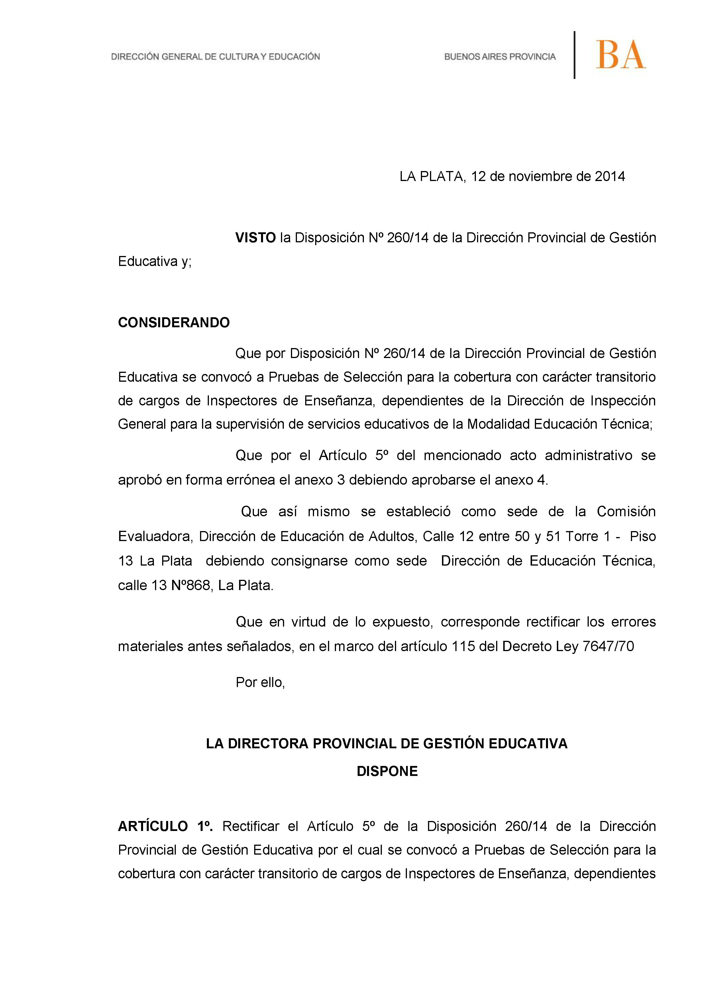 DIRECCIÓN GENERAL DE CULTURA Y EDUCACIÓN
BUENOS AIRES PROVINCIA
BA
LA PLATA, 12 de noviembre de 2014
VISTO la Disposición Nº 260/14 de la Dirección Provincial de Gestión
Educativa y;
CONSIDERANDO
Que por Disposición Nº 260/14 de la Dirección Provincial de Gestión
Educativa se convocó a Pruebas de Selección para la cobertura con carácter transitorio
de cargos de Inspectores de Enseñanza, dependientes de la Dirección de Inspección
General para la supervisión de servicios educativos de la Modalidad Educación Técnica;
Que por el Artículo 5º del mencionado acto administrativo se
aprobó en forma errónea el anexo 3 debiendo aprobarse el anexo 4.
Que así mismo se estableció como sede de la Comisión
Evaluadora, Dirección de Educación de Adultos, Calle 12 entre 50 y 51 Torre 1 - Piso
13 La Plata debiendo consignarse como sede Dirección de Educación Técnica,
calle 13 Nº868, La Plata.
Que en virtud de lo expuesto, corresponde rectificar los errores
materiales antes señalados, en el marco del artículo 115 del Decreto Ley 7647/70
Por ello,
LA DIRECTORA PROVINCIAL DE GESTIÓN EDUCATIVA
DISPONE
ARTÍCULO 1º. Rectificar el Artículo 5º de la Disposición 260/14 de la Dirección
Provincial de Gestión Educativa por el cual se convocó a Pruebas de Selección para la
cobertura con carácter transitorio de cargos de Inspectores de Enseñanza, dependientes